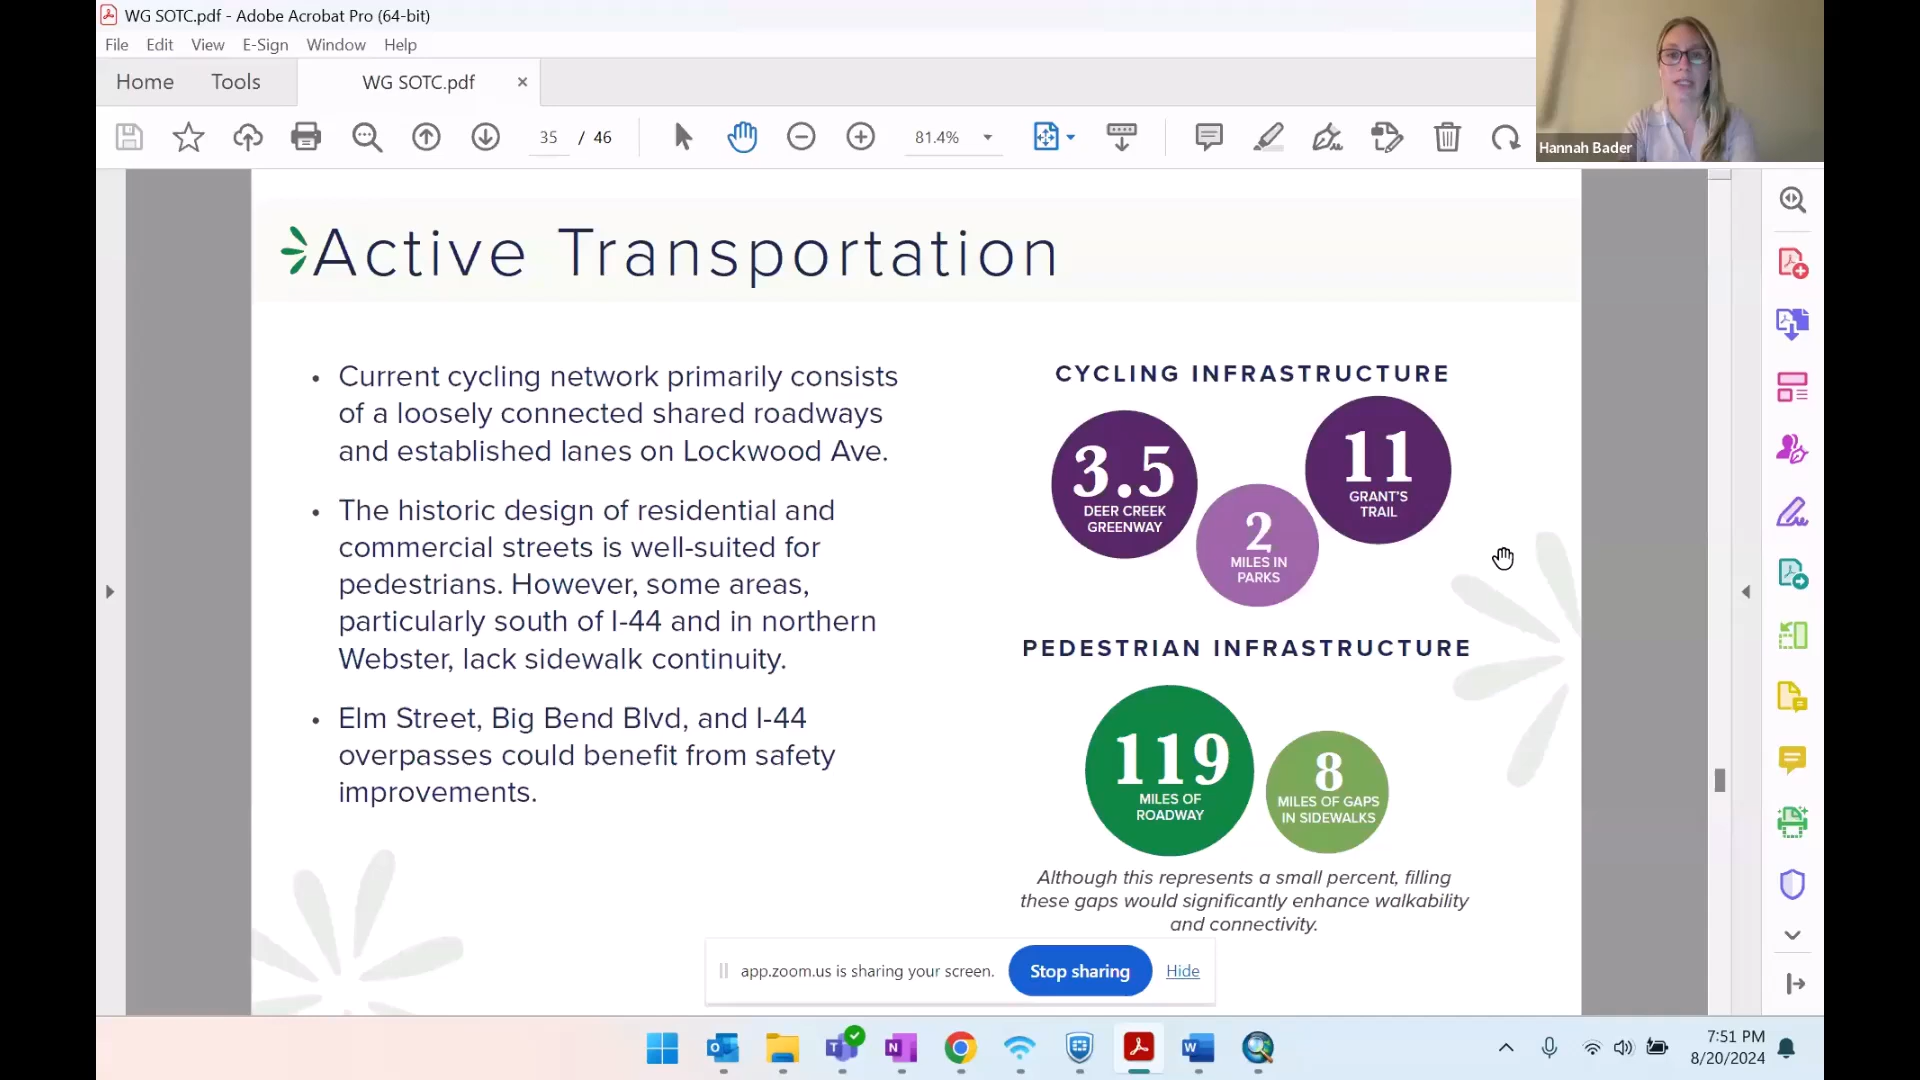 WG SOTC.pdf - Adobe Acrobat Pro (64-bit)
File Edit View E-Sign Window Help
Home Tools WG SOTC.pdf
35 / 46 81.4%
Hannah Bader
Active Transportation
• Current cycling network primarily consists
of a loosely connected shared roadways
and established lanes on Lockwood Ave.
• The historic design of residential and
commercial streets is well-suited for
pedestrians. However, some areas,
particularly south of I-44 and in northern
Webster, lack sidewalk continuity.
• Elm Street, Big Bend Blvd, and I-44
overpasses could benefit from safety
improvements.
CYCLING INFRASTRUCTURE
3.5
DEER CREEK
GREENWAY
2
MILES IN
PARKS
11
GRANT'S
TRAIL
PEDESTRIAN INFRASTRUCTURE
119
MILES OF
ROADWAY
8
MILES OF GAPS
IN SIDEWALKS
Although this represents a small percent, filling
these gaps would significantly enhance walkability
and connectivity.
app.zoom.us is sharing your screen. Stop sharing Hide
7:51 PM
8/20/2024